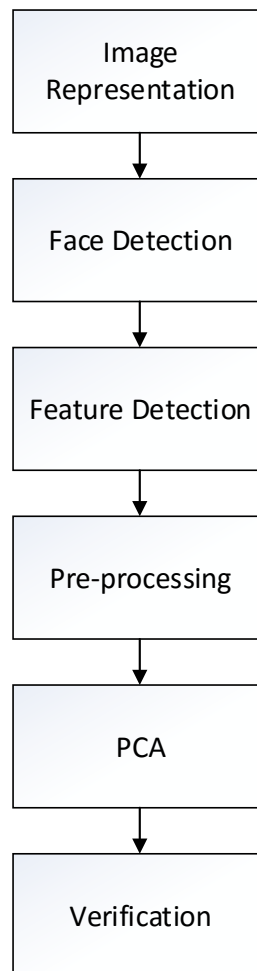 Image
Representation
Face Detection
Feature Detection
Pre-processing
PCA
Verification